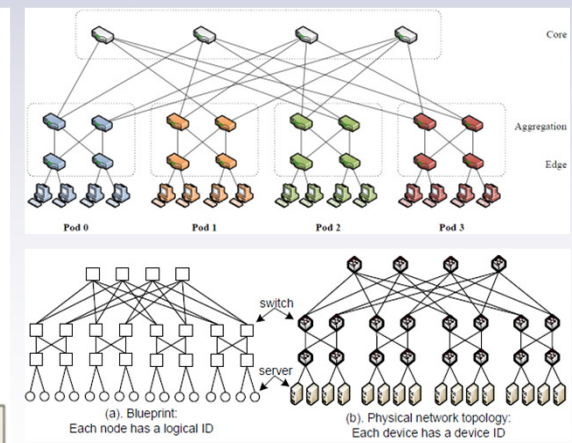 Core
Aggregation
Edge
Pod 0 Pod 1 Pod 2 Pod 3
switch
server
(a). Blueprint:
Each node has a logical ID
(b). Physical network topology:
Each device has a device ID